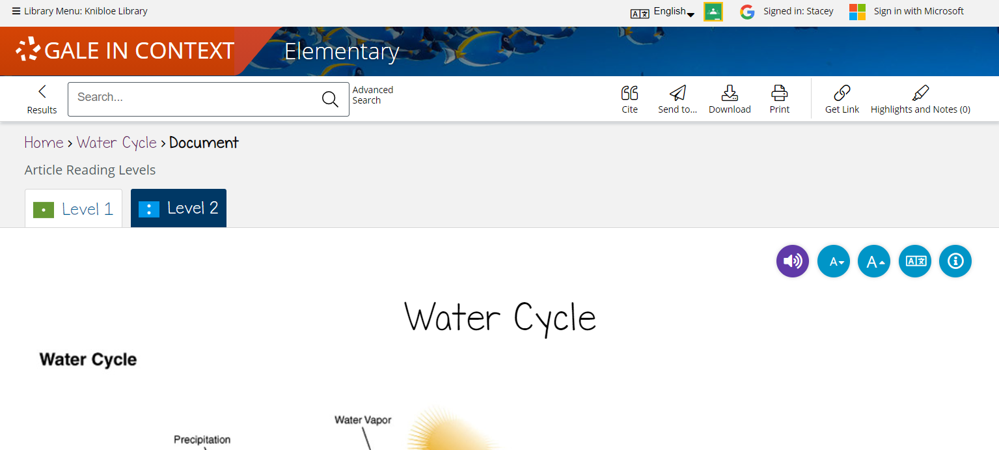 Library Menu: Knibloe Library
English
Signed in: Stacey
Sign in with Microsoft
GALE IN CONTEXT
Elementary
Results
Search...
Advanced
Search
Cite
Send to...
Download
Print
Get Link
Highlights and Notes (0)
Home › Water Cycle › Document
Article Reading Levels
Level 1
Level 2
A
A
Water Cycle
Water Cycle
Water Vapor
Precipitation